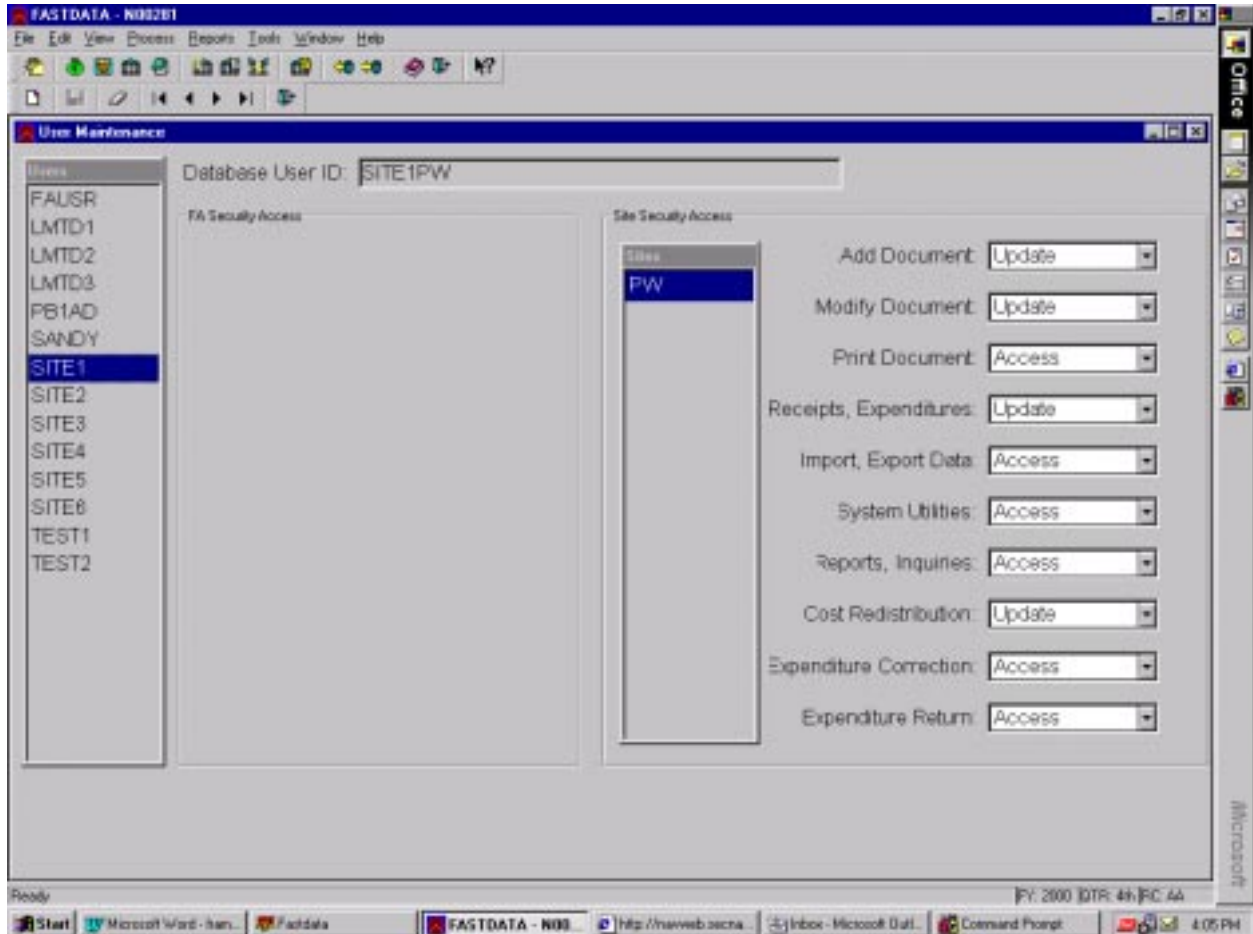 FASTDATA - N00281
File Edit View Process Reports Tools Window Help
User Maintenance
Users
FAUSR
LMTD1
LMTD2
LMTD3
PB1AD
SANDY
SITE1
SITE2
SITE3
SITE4
SITE5
SITE6
TEST1
TEST2
Database User ID: SITE1PW
FA Security Access
Site Security Access
Sites
PW
Add Document: Update
Modify Document: Update
Print Document: Access
Receipts, Expenditures: Update
Import, Export Data: Access
System Utilities: Access
Reports, Inquiries: Access
Cost Redistribution: Update
Expenditure Correction: Access
Expenditure Return: Access
Office
Microsoft
Ready
FY: 2000 QTR: 4th RC: AA
Start Microsoft Word - ham... Fastdata FASTDATA - N00... Inbox - Microsoft Outl... Command Prompt 4:05 PM